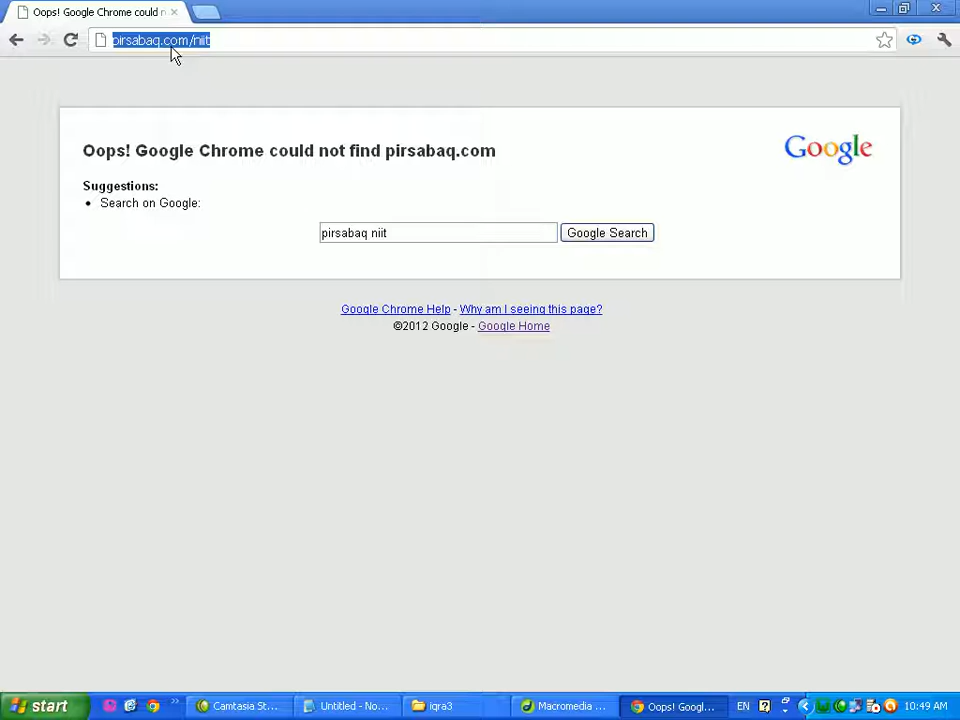 Oops! Google Chrome could n
pirsabaq.com/niit
Oops! Google Chrome could not find pirsabaq.com
Google
Suggestions:
Search on Google:
pirsabaq niit
Google Search
Google Chrome Help - Why am I seeing this page?
©2012 Google - Google Home
start
Camtasia St...
Untitled - No...
iqra3
Macromedia ...
Oops! Googl...
EN
10:49 AM